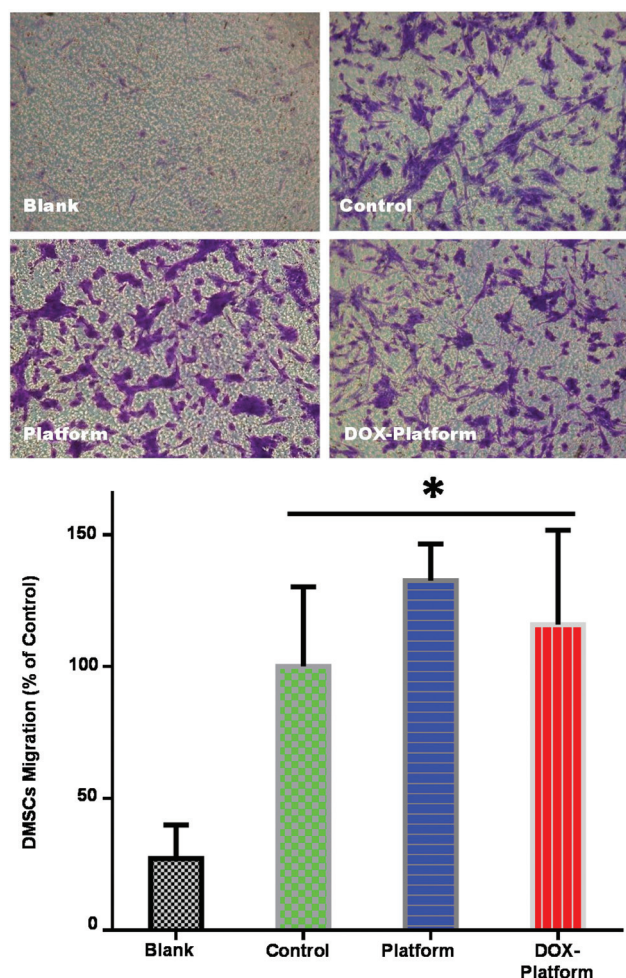 Blank
Control
Platform
DOX-Platform
*
DMSCs Migration (% of Control)
150
100
50
0
Blank
Control
Platform
DOX-
Platform